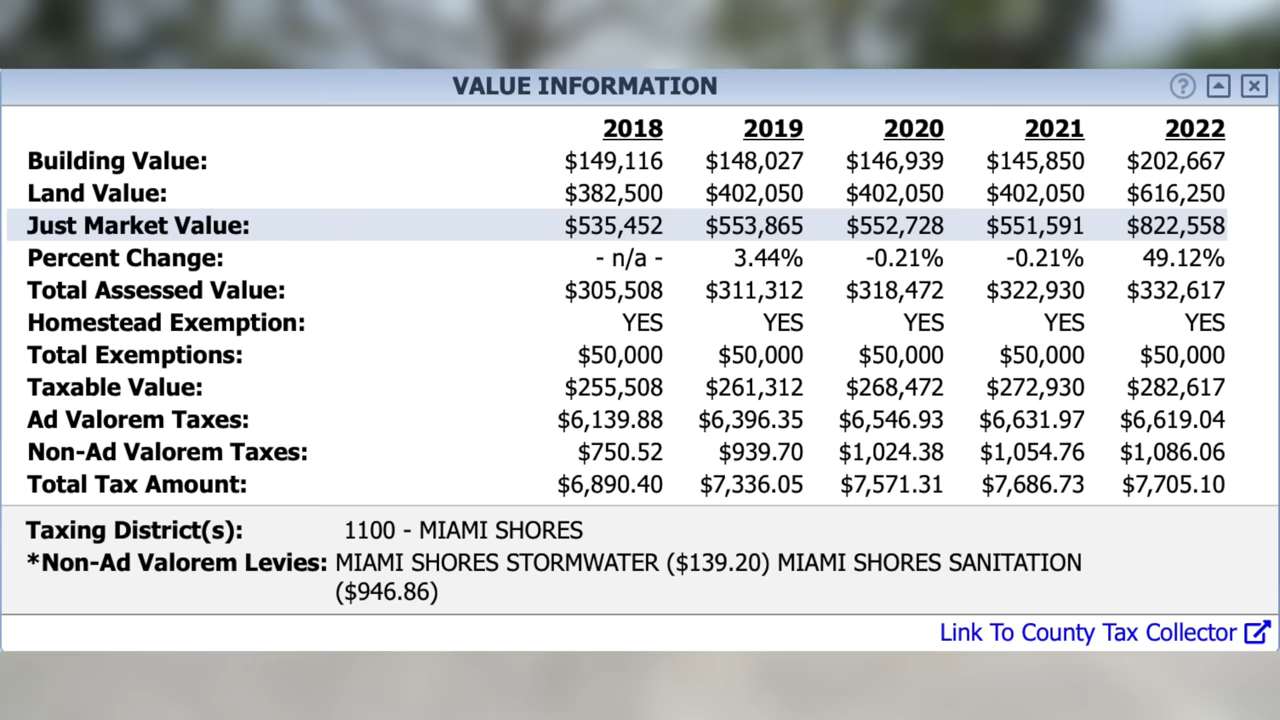 VALUE INFORMATION
2018 2019 2020 2021 2022
Building Value: $149,116 $148,027 $146,939 $145,850 $202,667
Land Value: $382,500 $402,050 $402,050 $402,050 $616,250
Just Market Value: $535,452 $553,865 $552,728 $551,591 $822,558
Percent Change: - n/a - 3.44% -0.21% -0.21% 49.12%
Total Assessed Value: $305,508 $311,312 $318,472 $322,930 $332,617
Homestead Exemption: YES YES YES YES YES
Total Exemptions: $50,000 $50,000 $50,000 $50,000 $50,000
Taxable Value: $255,508 $261,312 $268,472 $272,930 $282,617
Ad Valorem Taxes: $6,139.88 $6,396.35 $6,546.93 $6,631.97 $6,619.04
Non-Ad Valorem Taxes: $750.52 $939.70 $1,024.38 $1,054.76 $1,086.06
Total Tax Amount: $6,890.40 $7,336.05 $7,571.31 $7,686.73 $7,705.10
Taxing District(s): 1100 - MIAMI SHORES
*Non-Ad Valorem Levies: MIAMI SHORES STORMWATER ($139.20) MIAMI SHORES SANITATION
($946.86)
Link To County Tax Collector